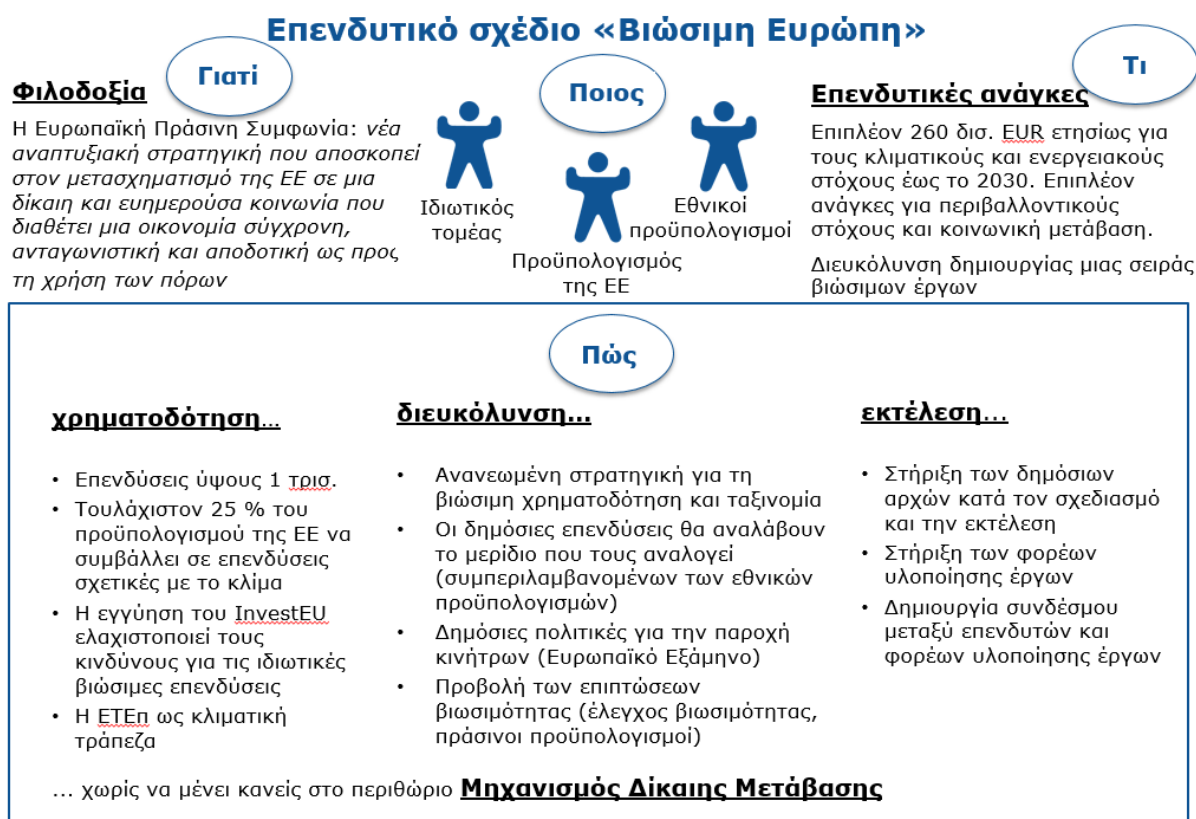 Επενδυτικό σχέδιο «Βιώσιμη Ευρώπη»
Γιατί
Φιλοδοξία
Η Ευρωπαϊκή Πράσινη Συμφωνία: νέα
αναπτυξιακή στρατηγική που αποσκοπεί
στον μετασχηματισμό της ΕΕ σε μια
δίκαιη και ευημερούσα κοινωνία που
διαθέτει μια οικονομία σύγχρονη,
ανταγωνιστική και αποδοτική ως προς
τη χρήση των πόρων
Ποιος
Ιδιωτικός
τομέας
Προϋπολογισμός
της ΕΕ
Εθνικοί
προϋπολογισμοί
Τι
Επενδυτικές ανάγκες
Επιπλέον 260 δισ. EUR ετησίως για
τους κλιματικούς και ενεργειακούς
στόχους έως το 2030. Επιπλέον
ανάγκες για περιβαλλοντικούς
στόχους και κοινωνική μετάβαση.
Διευκόλυνση δημιουργίας μιας σειράς
βιώσιμων έργων
Πώς
χρηματοδότηση...
• Επενδύσεις ύψους 1 τρισ.
• Τουλάχιστον 25 % του
προϋπολογισμού της ΕΕ να
συμβάλλει σε επενδύσεις
σχετικές με το κλίμα
• Η εγγύηση του InvestEU
ελαχιστοποιεί τους
κινδύνους για τις ιδιωτικές
βιώσιμες επενδύσεις
• Η ΕΤΕπ ως κλιματική
τράπεζα
διευκόλυνση...
• Ανανεωμένη στρατηγική για τη
βιώσιμη χρηματοδότηση και ταξινομία
• Οι δημόσιες επενδύσεις θα αναλάβουν
το μερίδιο που τους αναλογεί
(συμπεριλαμβανομένων των εθνικών
προϋπολογισμών)
• Δημόσιες πολιτικές για την παροχή
κινήτρων (Ευρωπαϊκό Εξάμηνο)
• Προβολή των επιπτώσεων
βιωσιμότητας (έλεγχος βιωσιμότητας,
πράσινοι προϋπολογισμοί)
εκτέλεση...
• Στήριξη των δημόσιων
αρχών κατά τον σχεδιασμό
και την εκτέλεση
• Στήριξη των φορέων
υλοποίησης έργων
• Δημιουργία συνδέσμου
μεταξύ επενδυτών και
φορέων υλοποίησης έργων
... χωρίς να μένει κανείς στο περιθώριο Μηχανισμός Δίκαιης Μετάβασης